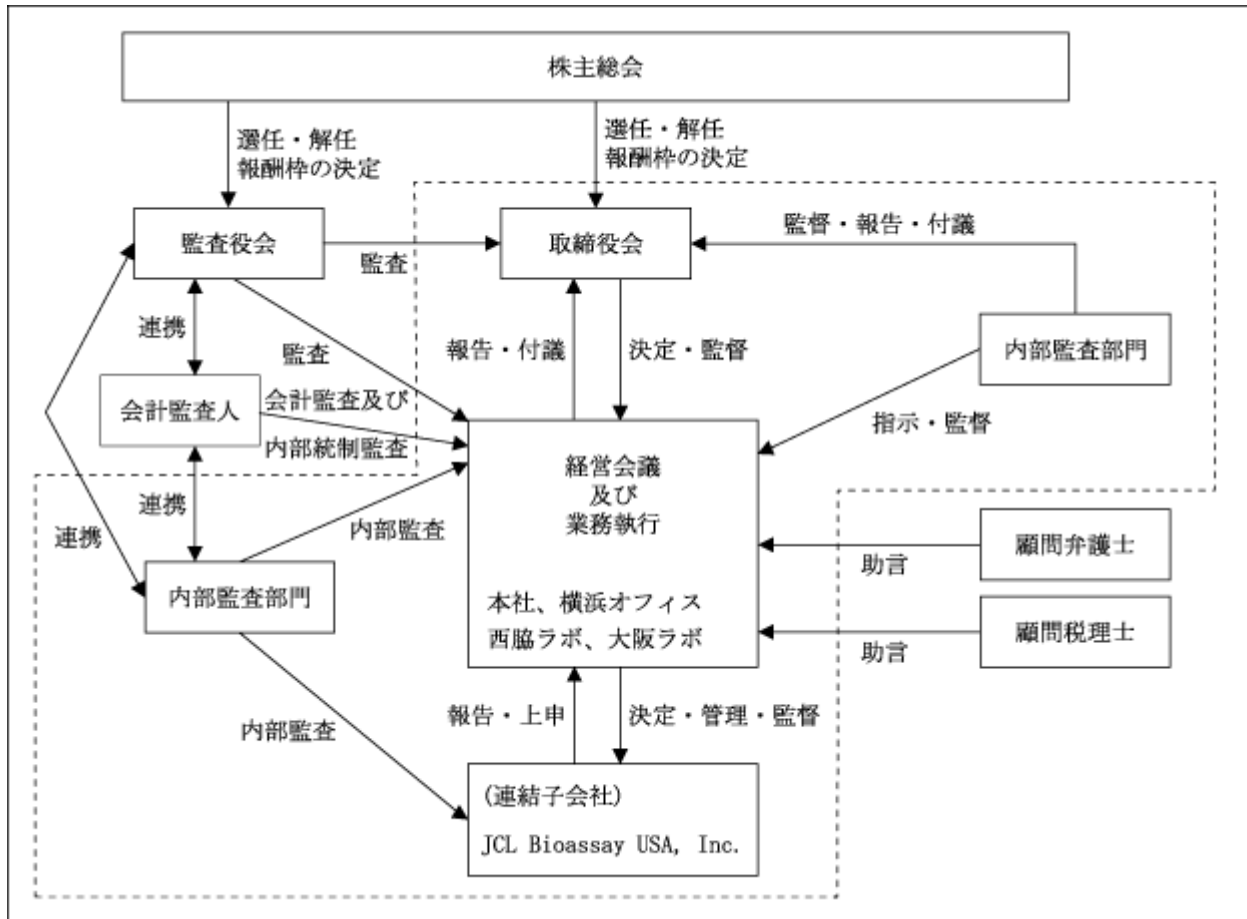 株主総会
選任・解任
報酬枠の決定
選任・解任
報酬枠の決定
監査役会
監査
取締役会
監督・報告・付議
連携
監査
報告・付議
決定・監督
内部監査部門
会計監査人
会計監査及び
内部統制監査
指示・監督
連携
連携
内部監査
経営会議
及び
業務執行
本社、横浜オフィス
西脇ラボ、大阪ラボ
助言
顧問弁護士
内部監査部門
助言
顧問税理士
内部監査
報告・上申
決定・管理・監督
(連結子会社)
JCL Bioassay USA, Inc.